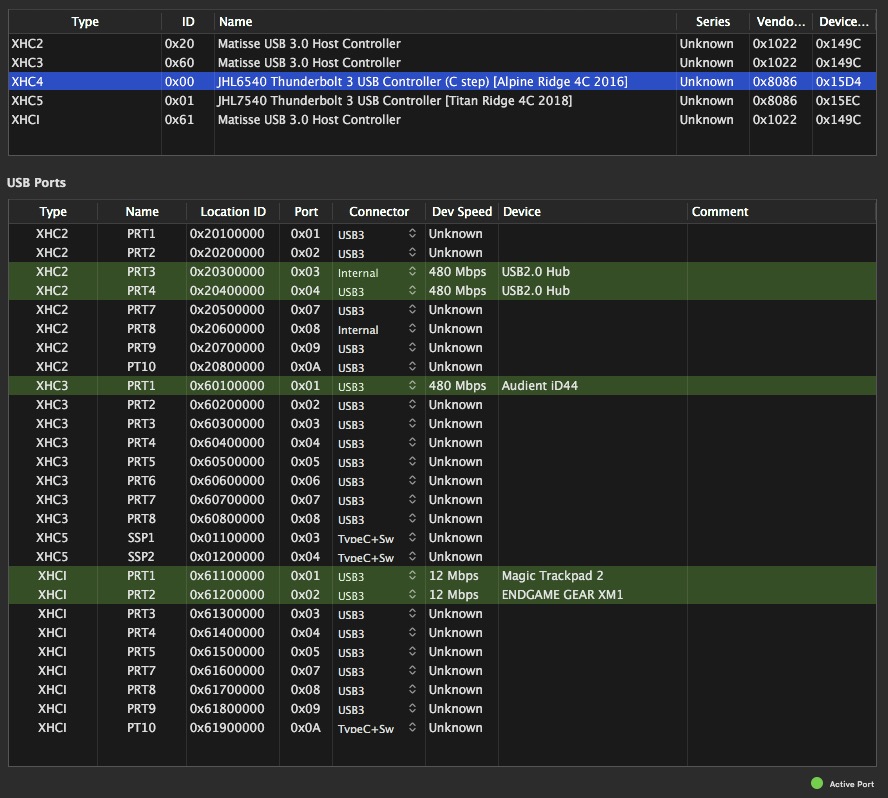 Type ID Name Series Vendo... Device...
XHC2 0x20 Matisse USB 3.0 Host Controller Unknown 0x1022 0x149C
XHC3 0x60 Matisse USB 3.0 Host Controller Unknown 0x1022 0x149C
XHC4 0x00 JHL6540 Thunderbolt 3 USB Controller (C step) [Alpine Ridge 4C 2016] Unknown 0x8086 0x15D4
XHC5 0x01 JHL7540 Thunderbolt 3 USB Controller [Titan Ridge 4C 2018] Unknown 0x8086 0x15EC
XHCI 0x61 Matisse USB 3.0 Host Controller Unknown 0x1022 0x149C
USB Ports
Type Name Location ID Port Connector Dev Speed Device Comment
XHC2 PRT1 0x20100000 0x01 USB3 Unknown
XHC2 PRT2 0x20200000 0x02 USB3 Unknown
XHC2 PRT3 0x20300000 0x03 Internal 480 Mbps USB2.0 Hub
XHC2 PRT4 0x20400000 0x04 USB3 480 Mbps USB2.0 Hub
XHC2 PRT7 0x20500000 0x07 USB3 Unknown
XHC2 PRT8 0x20600000 0x08 Internal Unknown
XHC2 PRT9 0x20700000 0x09 USB3 Unknown
XHC2 PT10 0x20800000 0x0A USB3 Unknown
XHC3 PRT1 0x60100000 0x01 USB3 480 Mbps Audient iD44
XHC3 PRT2 0x60200000 0x02 USB3 Unknown
XHC3 PRT3 0x60300000 0x03 USB3 Unknown
XHC3 PRT4 0x60400000 0x04 USB3 Unknown
XHC3 PRT5 0x60500000 0x05 USB3 Unknown
XHC3 PRT6 0x60600000 0x06 USB3 Unknown
XHC3 PRT7 0x60700000 0x07 USB3 Unknown
XHC3 PRT8 0x60800000 0x08 USB3 Unknown
XHC5 SSP1 0x01100000 0x03 TypeC+Sw Unknown
XHC5 SSP2 0x01200000 0x04 TypeC+Sw Unknown
XHCI PRT1 0x61100000 0x01 USB3 12 Mbps Magic Trackpad 2
XHCI PRT2 0x61200000 0x02 USB3 12 Mbps ENDGAME GEAR XM1
XHCI PRT3 0x61300000 0x03 USB3 Unknown
XHCI PRT4 0x61400000 0x04 USB3 Unknown
XHCI PRT5 0x61500000 0x05 USB3 Unknown
XHCI PRT7 0x61600000 0x07 USB3 Unknown
XHCI PRT8 0x61700000 0x08 USB3 Unknown
XHCI PRT9 0x61800000 0x09 USB3 Unknown
XHCI PT10 0x61900000 0x0A TypeC+Sw Unknown
Active Port